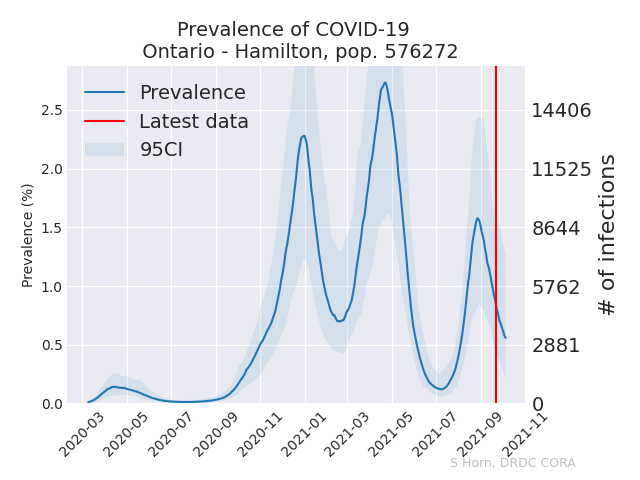 Prevalence of COVID-19
Ontario - Hamilton, pop. 576272
Prevalence
Latest data
95CI
Prevalence (%)
2.5
2.0
1.5
1.0
0.5
0.0
14406
11525
8644
5762
2881
0
# of infections
2020-03
2020-05
2020-07
2020-09
2020-11
2021-01
2021-03
2021-05
2021-07
2021-09
2021-11
S Horn, DRDC CORA